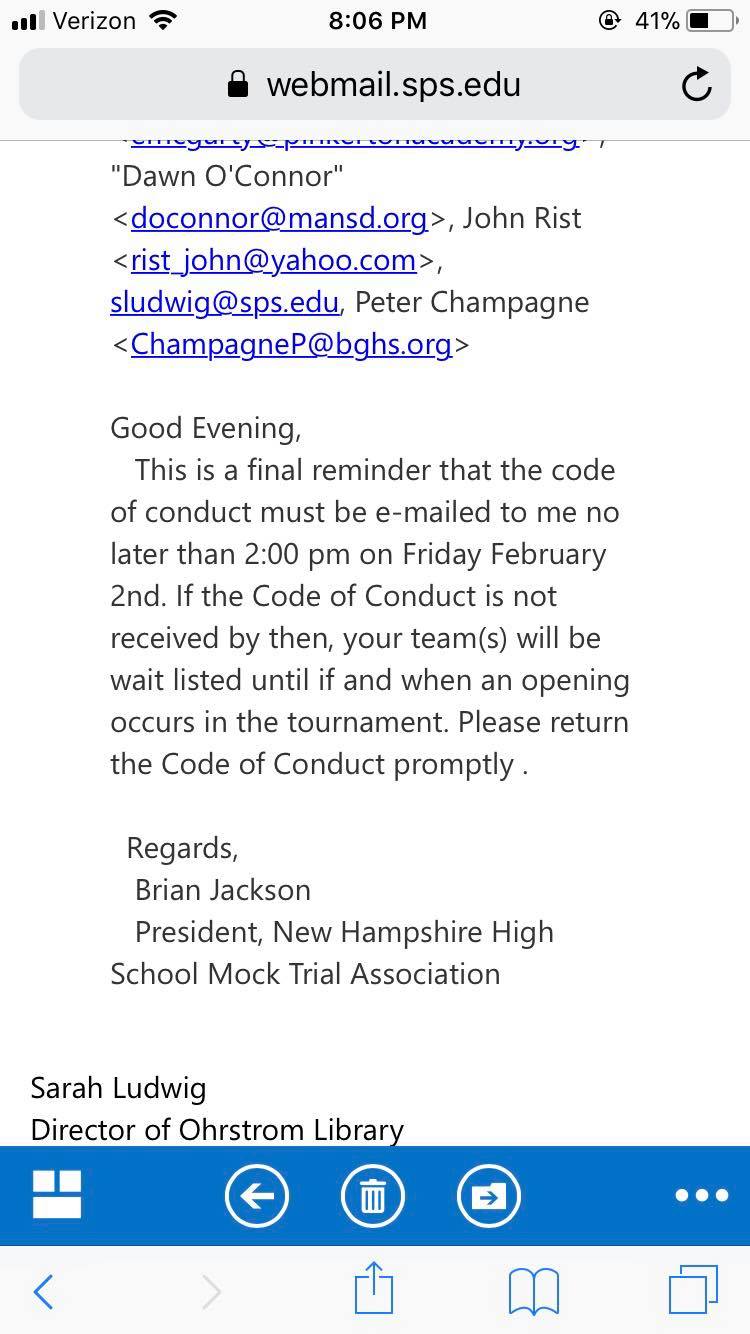 Verizon 8:06 PM 41%
webmail.sps.edu
<emcgarty@pinkertonacademy.org>,
"Dawn O'Connor"
<doconnor@mansd.org>, John Rist
<rist_john@yahoo.com>,
sludwig@sps.edu, Peter Champagne
<ChampagneP@bghs.org>
Good Evening,
This is a final reminder that the code
of conduct must be e-mailed to me no
later than 2:00 pm on Friday February
2nd. If the Code of Conduct is not
received by then, your team(s) will be
wait listed until if and when an opening
occurs in the tournament. Please return
the Code of Conduct promptly .
Regards,
Brian Jackson
President, New Hampshire High
School Mock Trial Association
Sarah Ludwig
Director of Ohrstrom Library